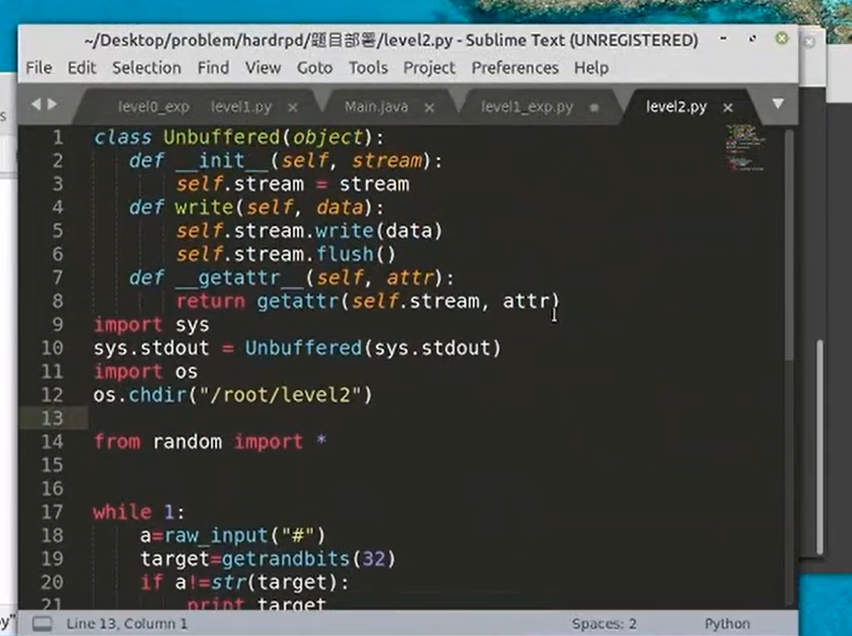 ~/Desktop/problem/hardrpd/题目部署/level2.py - Sublime Text (UNREGISTERED)
File Edit Selection Find View Goto Tools Project Preferences Help
level0_exp level1.py Main.java level1_exp.py level2.py
1 class Unbuffered(object):
2 def __init__(self, stream):
3 self.stream = stream
4 def write(self, data):
5 self.stream.write(data)
6 self.stream.flush()
7 def __getattr__(self, attr):
8 return getattr(self.stream, attr)
9 import sys
10 sys.stdout = Unbuffered(sys.stdout)
11 import os
12 os.chdir("/root/level2")
13
14 from random import *
15
16
17 while 1:
18 a=raw_input("#")
19 target=getrandbits(32)
20 if a!=str(target):
21 print target
Line 13, Column 1 Spaces: 2 Python